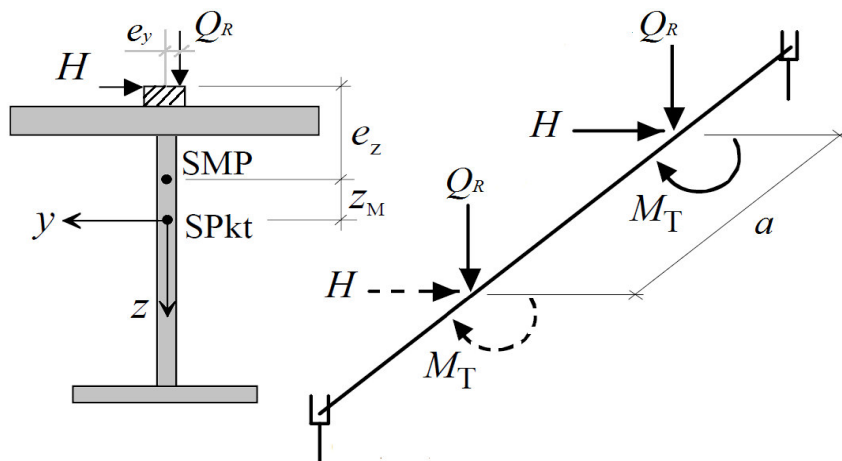 e_y Q_R
H
e_z
SMP
z_M
y SPkt
z
Q_R
H
M_T
Q_R
a
H
M_T